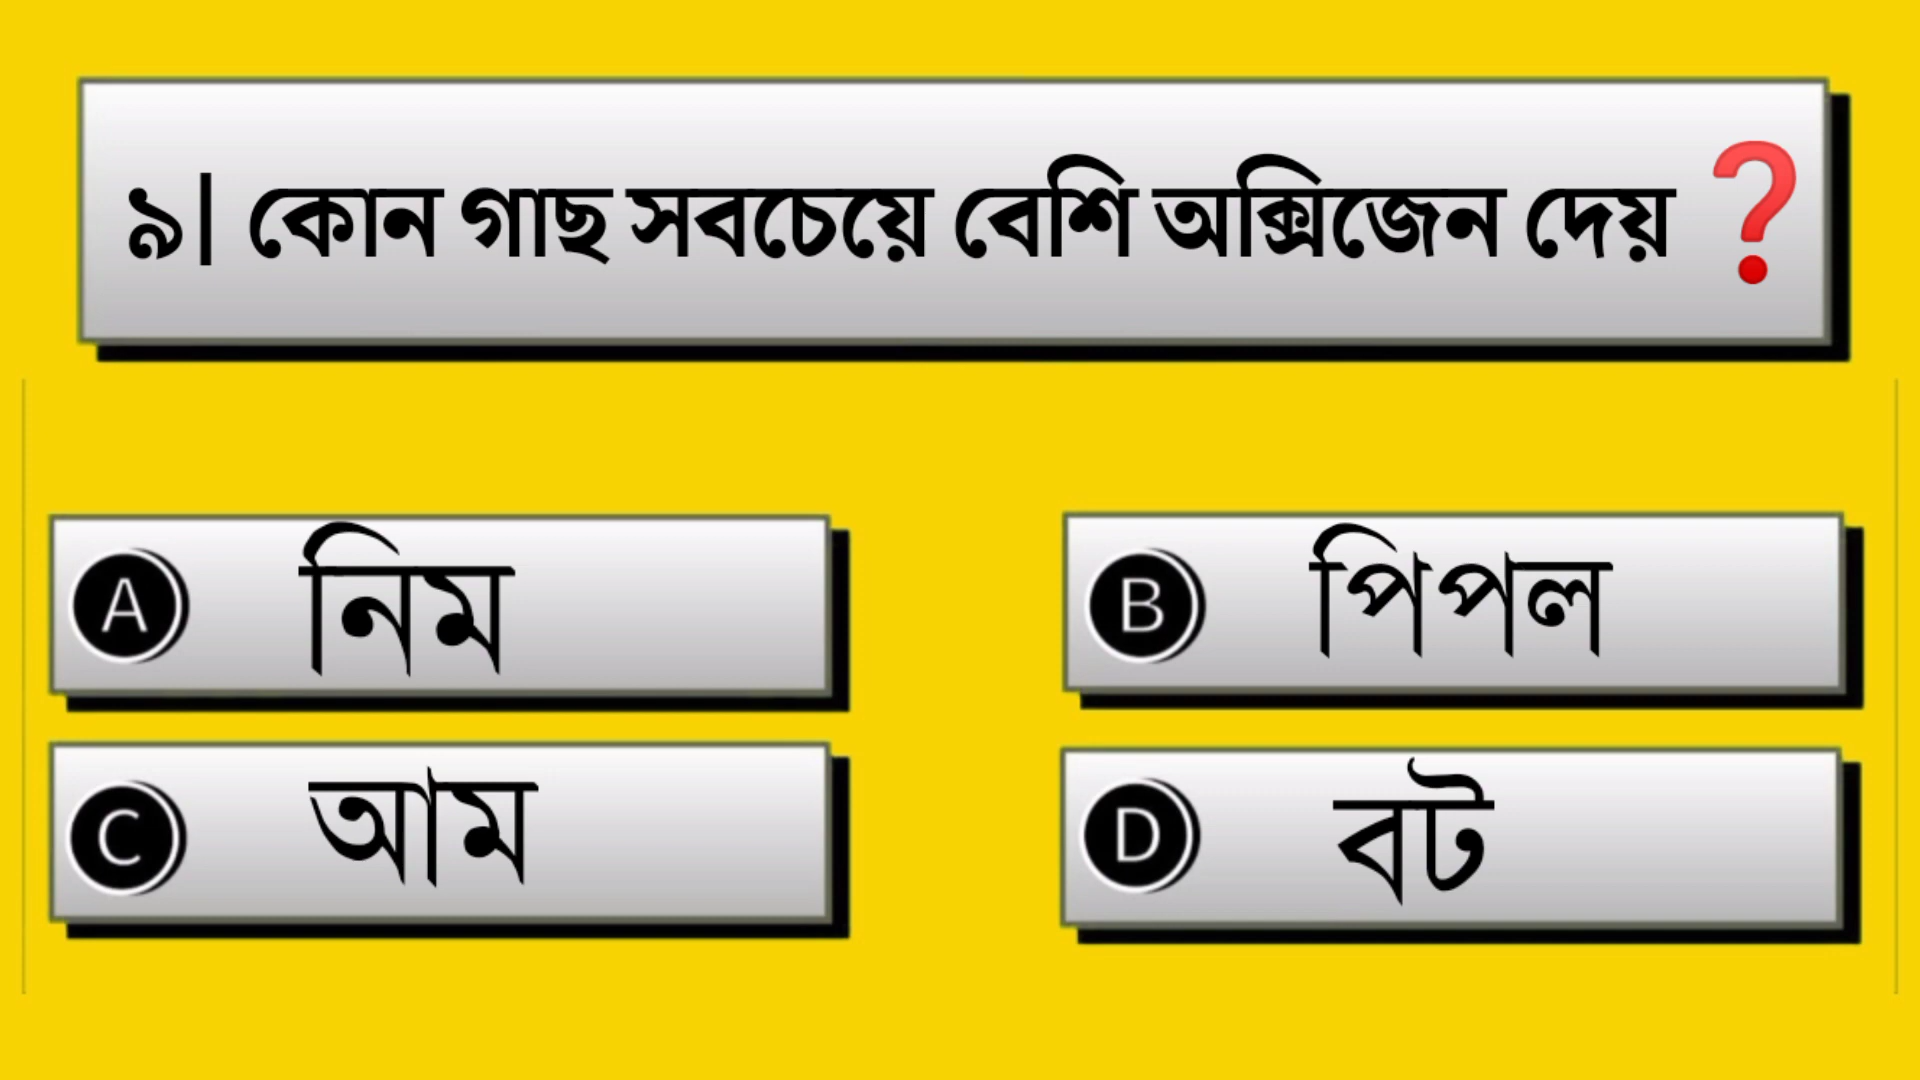 ৯| কোন গাছ সবচেয়ে বেশি অক্সিজেন দেয় ❓
A নিম
B পিপল
C আম
D বট